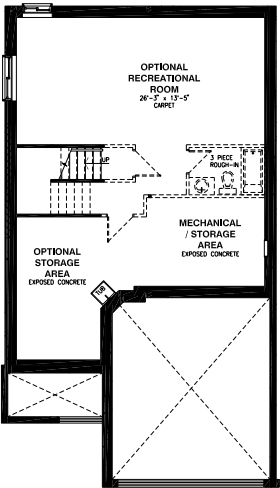 OPTIONAL
RECREATIONAL
ROOM
26'-3" x 13'-5"
CARPET
UP
3 PIECE
ROUGH-IN
MECHANICAL
/ STORAGE
AREA
EXPOSED CONCRETE
OPTIONAL
STORAGE
AREA
EXPOSED CONCRETE
TUB